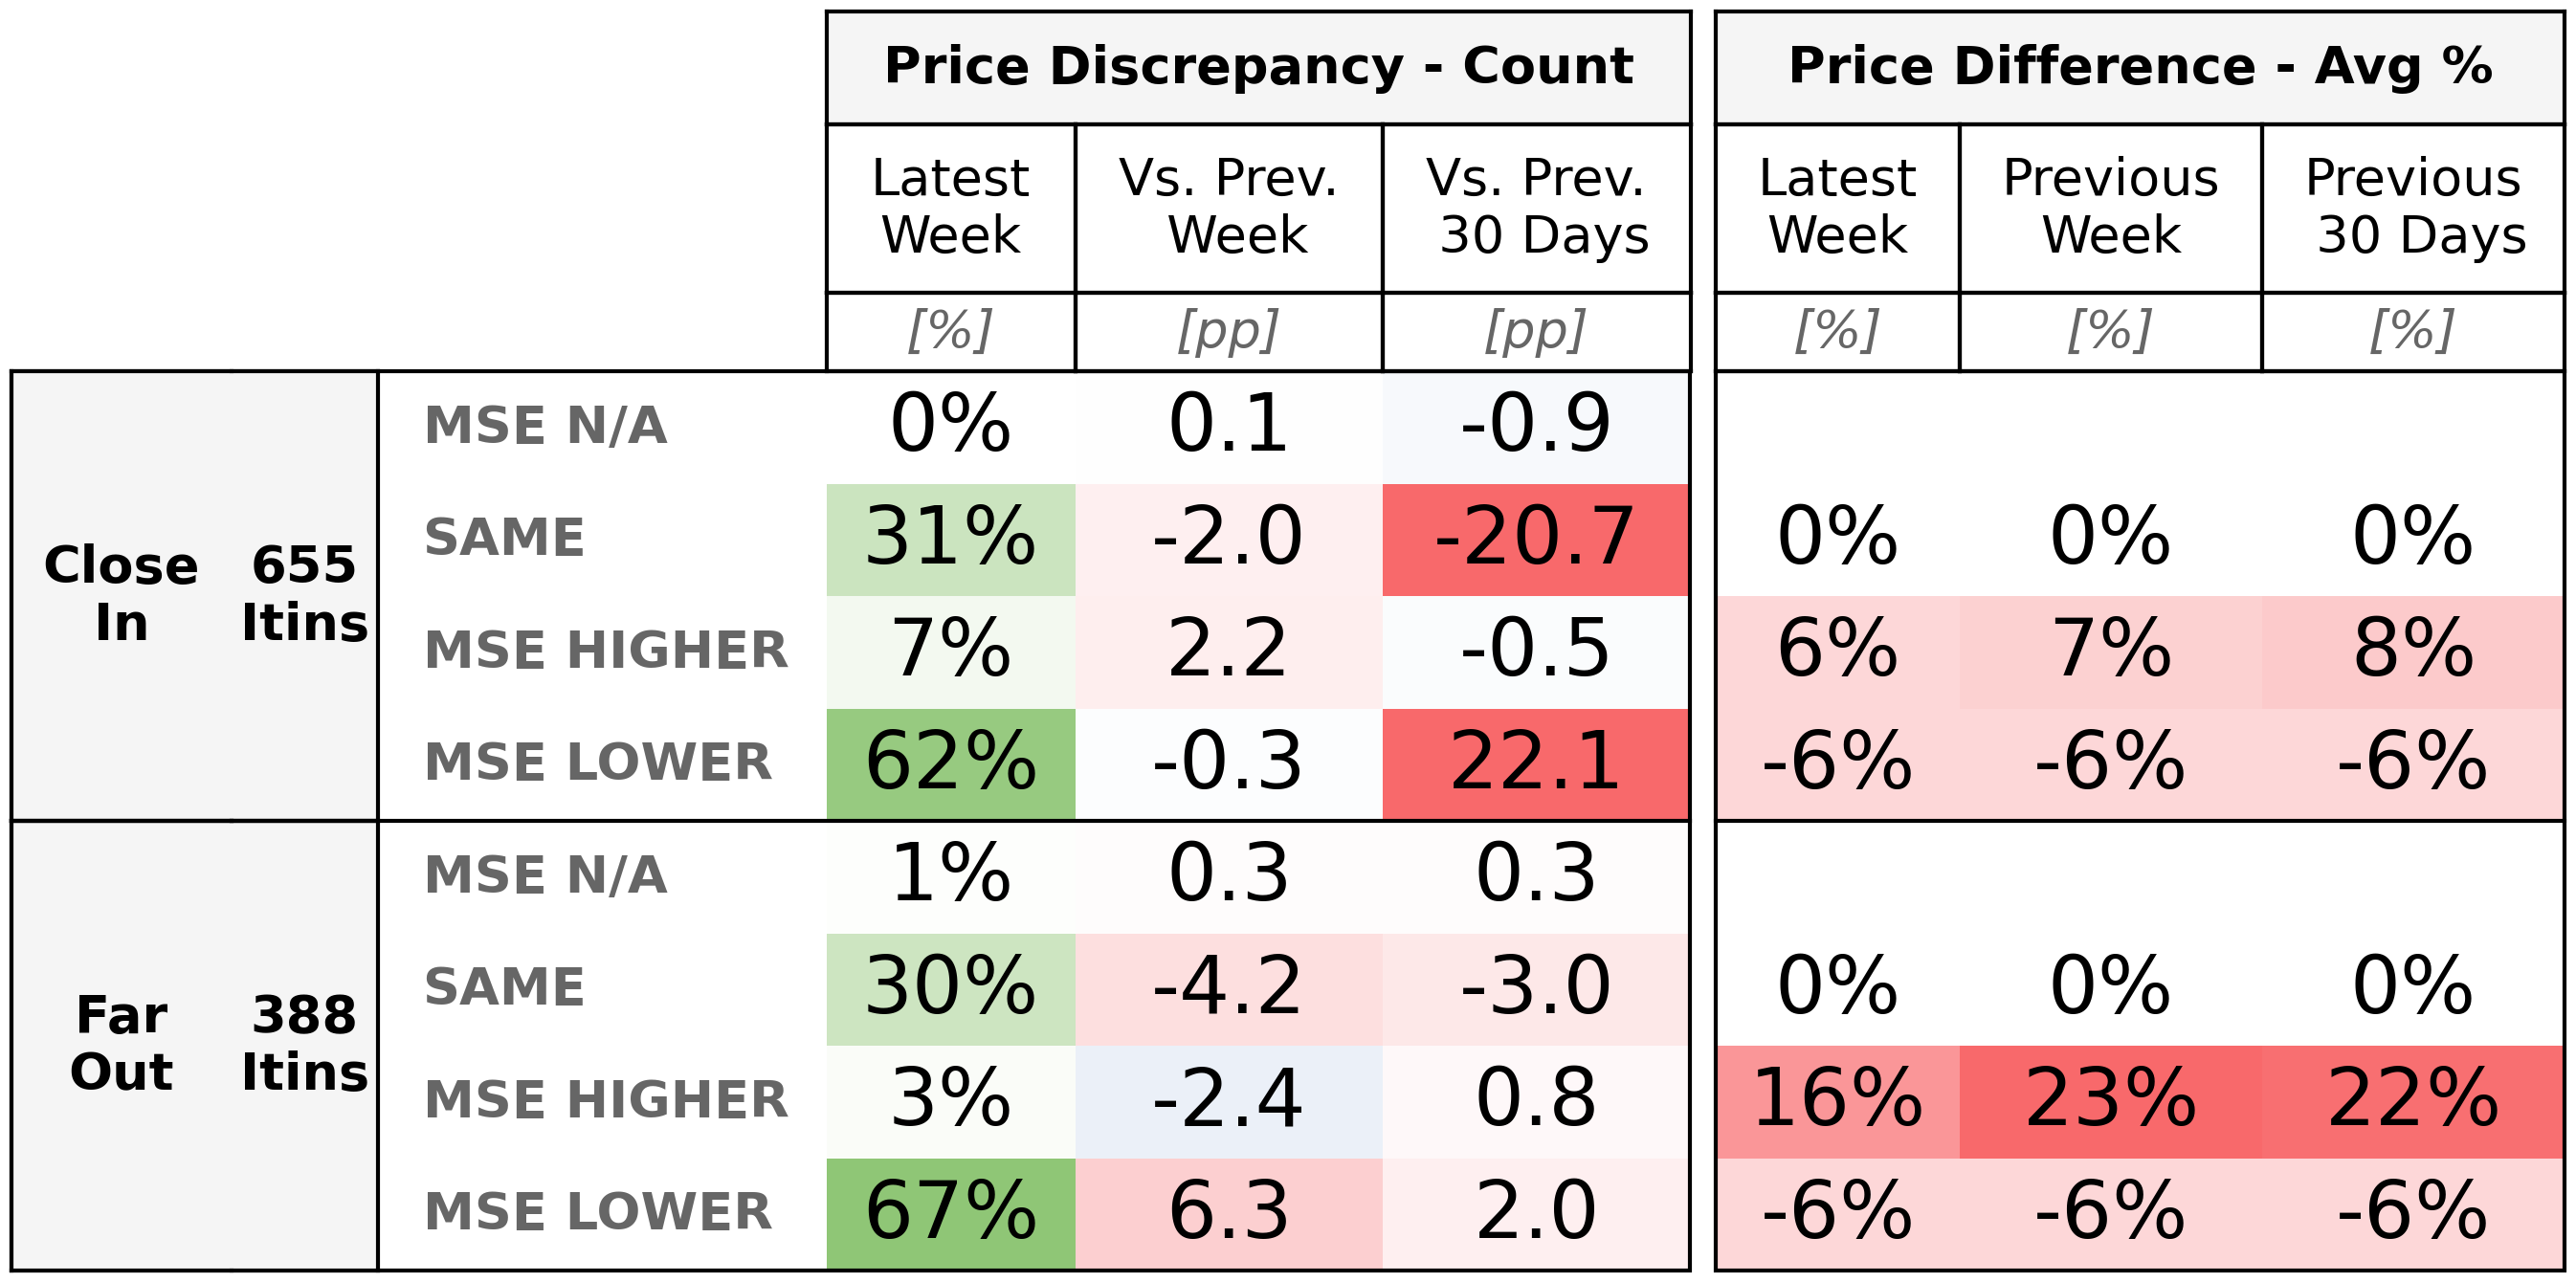 Price Discrepancy - Count Price Difference - Avg %
Latest Week Vs. Prev. Week Vs. Prev. 30 Days Latest Week Previous Week Previous 30 Days
[%] [pp] [pp] [%] [%] [%]
Close In 655 Itins
MSE N/A 0% 0.1 -0.9
SAME 31% -2.0 -20.7 0% 0% 0%
MSE HIGHER 7% 2.2 -0.5 6% 7% 8%
MSE LOWER 62% -0.3 22.1 -6% -6% -6%
Far Out 388 Itins
MSE N/A 1% 0.3 0.3
SAME 30% -4.2 -3.0 0% 0% 0%
MSE HIGHER 3% -2.4 0.8 16% 23% 22%
MSE LOWER 67% 6.3 2.0 -6% -6% -6%